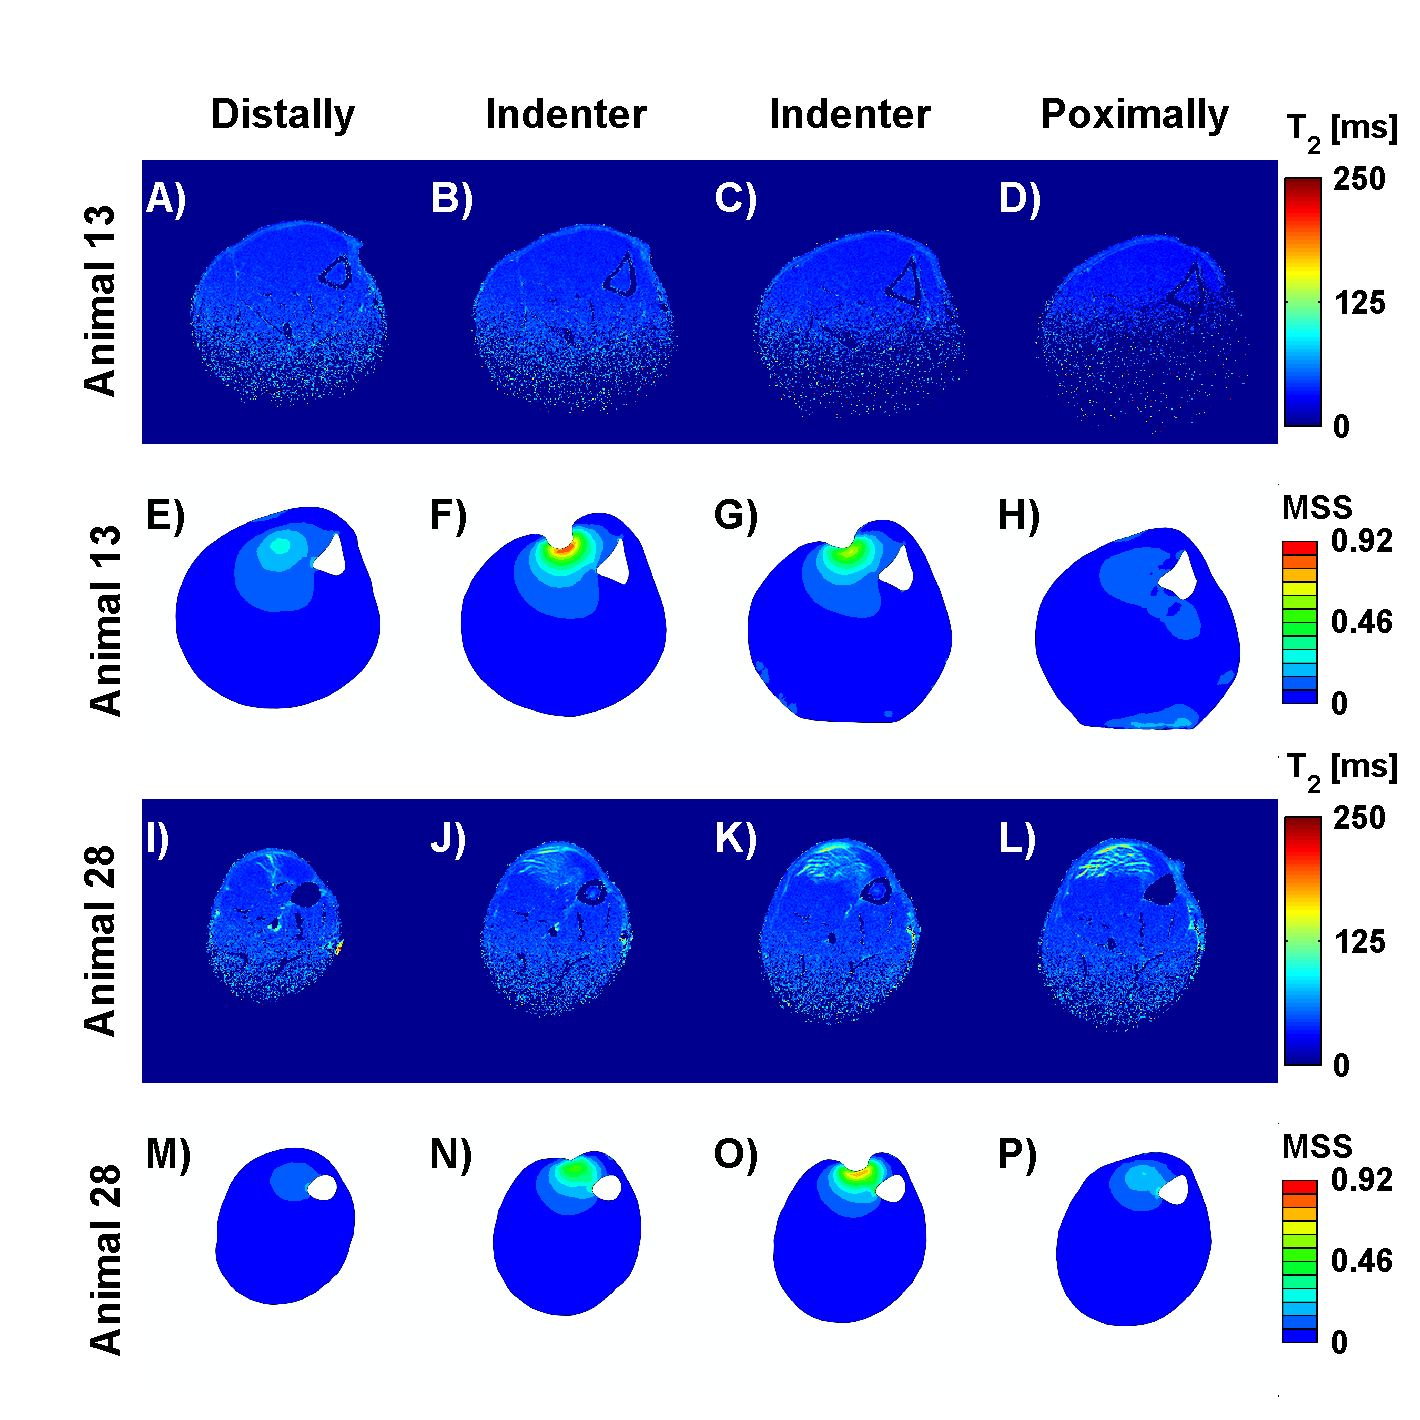 Distally Indenter Indenter Poximally
T2 [ms]
Animal 13
A) B) C) D)
250
125
0
Animal 13
E) F) G) H)
MSS
0.92
0.46
0
T2 [ms]
Animal 28
I) J) K) L)
250
125
0
Animal 28
M) N) O) P)
MSS
0.92
0.46
0